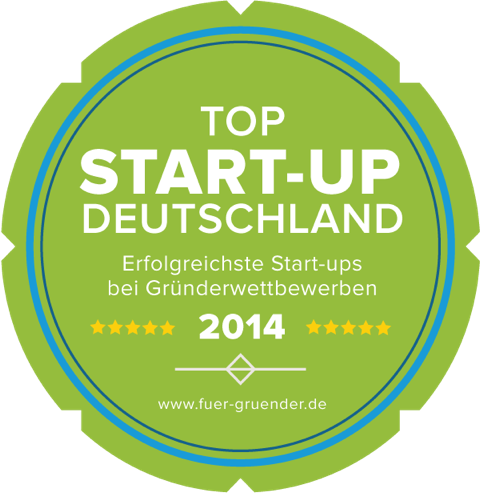 TOP
START-UP
DEUTSCHLAND
Erfolgreichste Start-ups
bei Gründerwettbewerben
2014
www.fuer-gruender.de